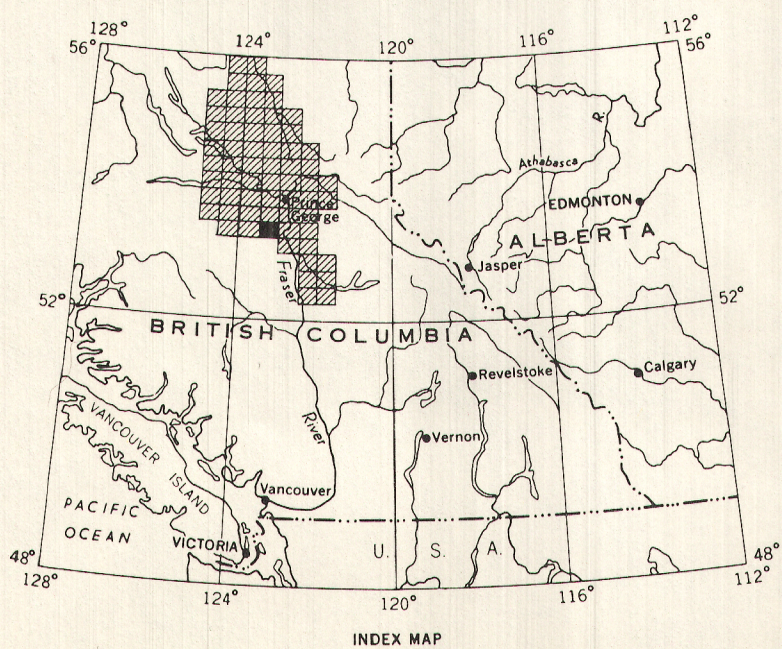 128° 124° 120° 116° 112°
56° 56°
R.
Athabasca
EDMONTON
Prince
George
ALBERTA
Jasper
Fraser
52° 52°
BRITISH COLUMBIA
Revelstoke
Calgary
VANCOUVER ISLAND
River
Vernon
Vancouver
PACIFIC
OCEAN
VICTORIA
U. S. A.
48° 48°
128° 124° 120° 116° 112°
INDEX MAP